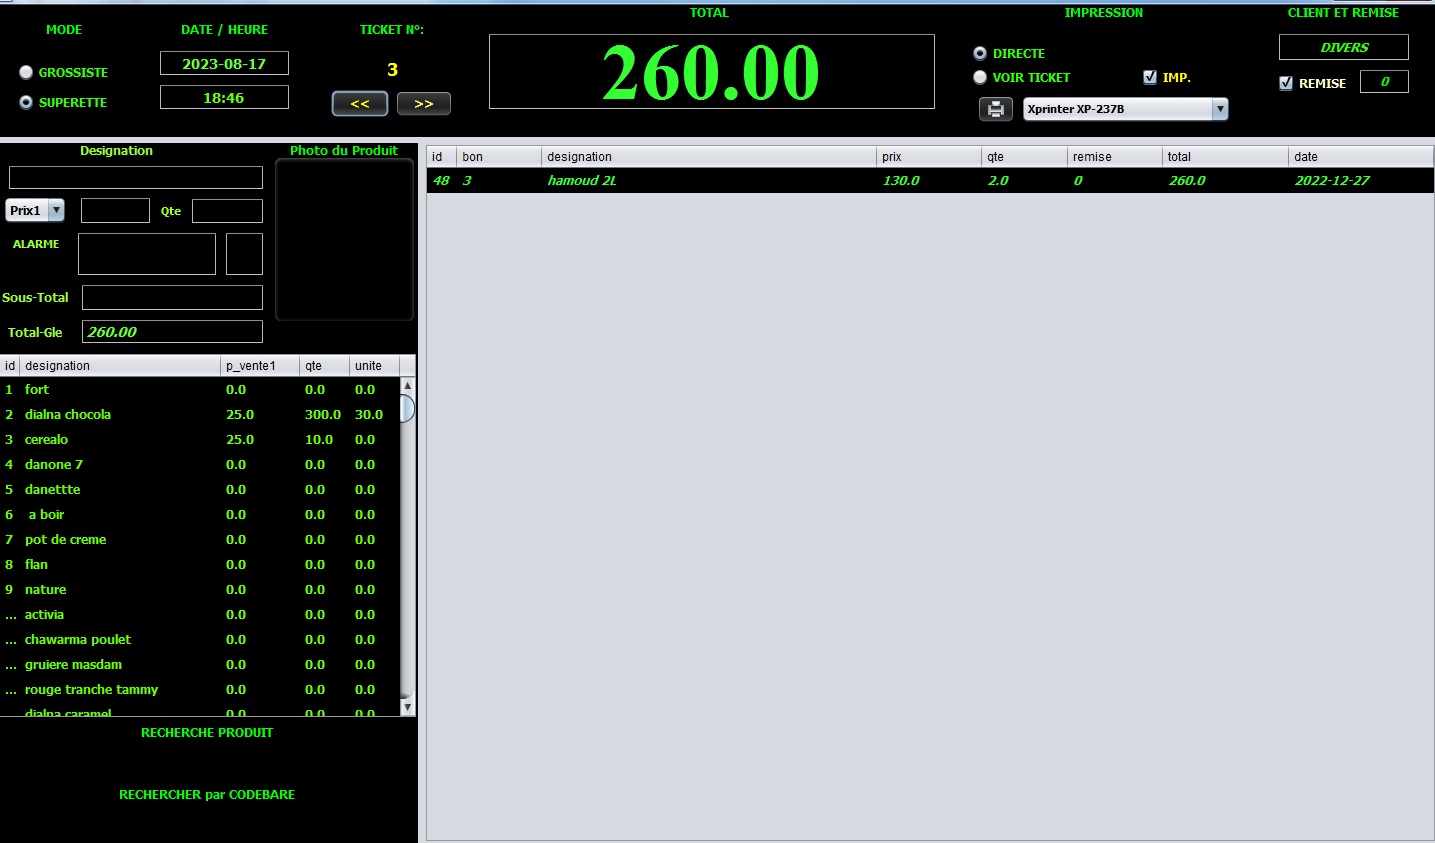 MODE
GROSSISTE
SUPERETTE
DATE / HEURE
2023-08-17
18:46
TICKET N°:
3
<< >>
TOTAL
260.00
IMPRESSION
DIRECTE
VOIR TICKET
IMP.
Xprinter XP-237B
CLIENT ET REMISE
DIVERS
REMISE 0
Designation
Photo du Produit
Prix1 Qte
ALARME
Sous-Total
Total-Gle 260.00
id designation p_vente1 qte unite
1 fort 0.0 0.0 0.0
2 dialna chocola 25.0 300.0 30.0
3 cerealo 25.0 10.0 0.0
4 danone 7 0.0 0.0 0.0
5 danettte 0.0 0.0 0.0
6 a boir 0.0 0.0 0.0
7 pot de creme 0.0 0.0 0.0
8 flan 0.0 0.0 0.0
9 nature 0.0 0.0 0.0
... activia 0.0 0.0 0.0
... chawarma poulet 0.0 0.0 0.0
... gruiere masdam 0.0 0.0 0.0
... rouge tranche tammy 0.0 0.0 0.0
dialna caramel 0.0 0.0 0.0
RECHERCHE PRODUIT
RECHERCHER par CODEBARE
id bon designation prix qte remise total date
48 3 hamoud 2L 130.0 2.0 0 260.0 2022-12-27